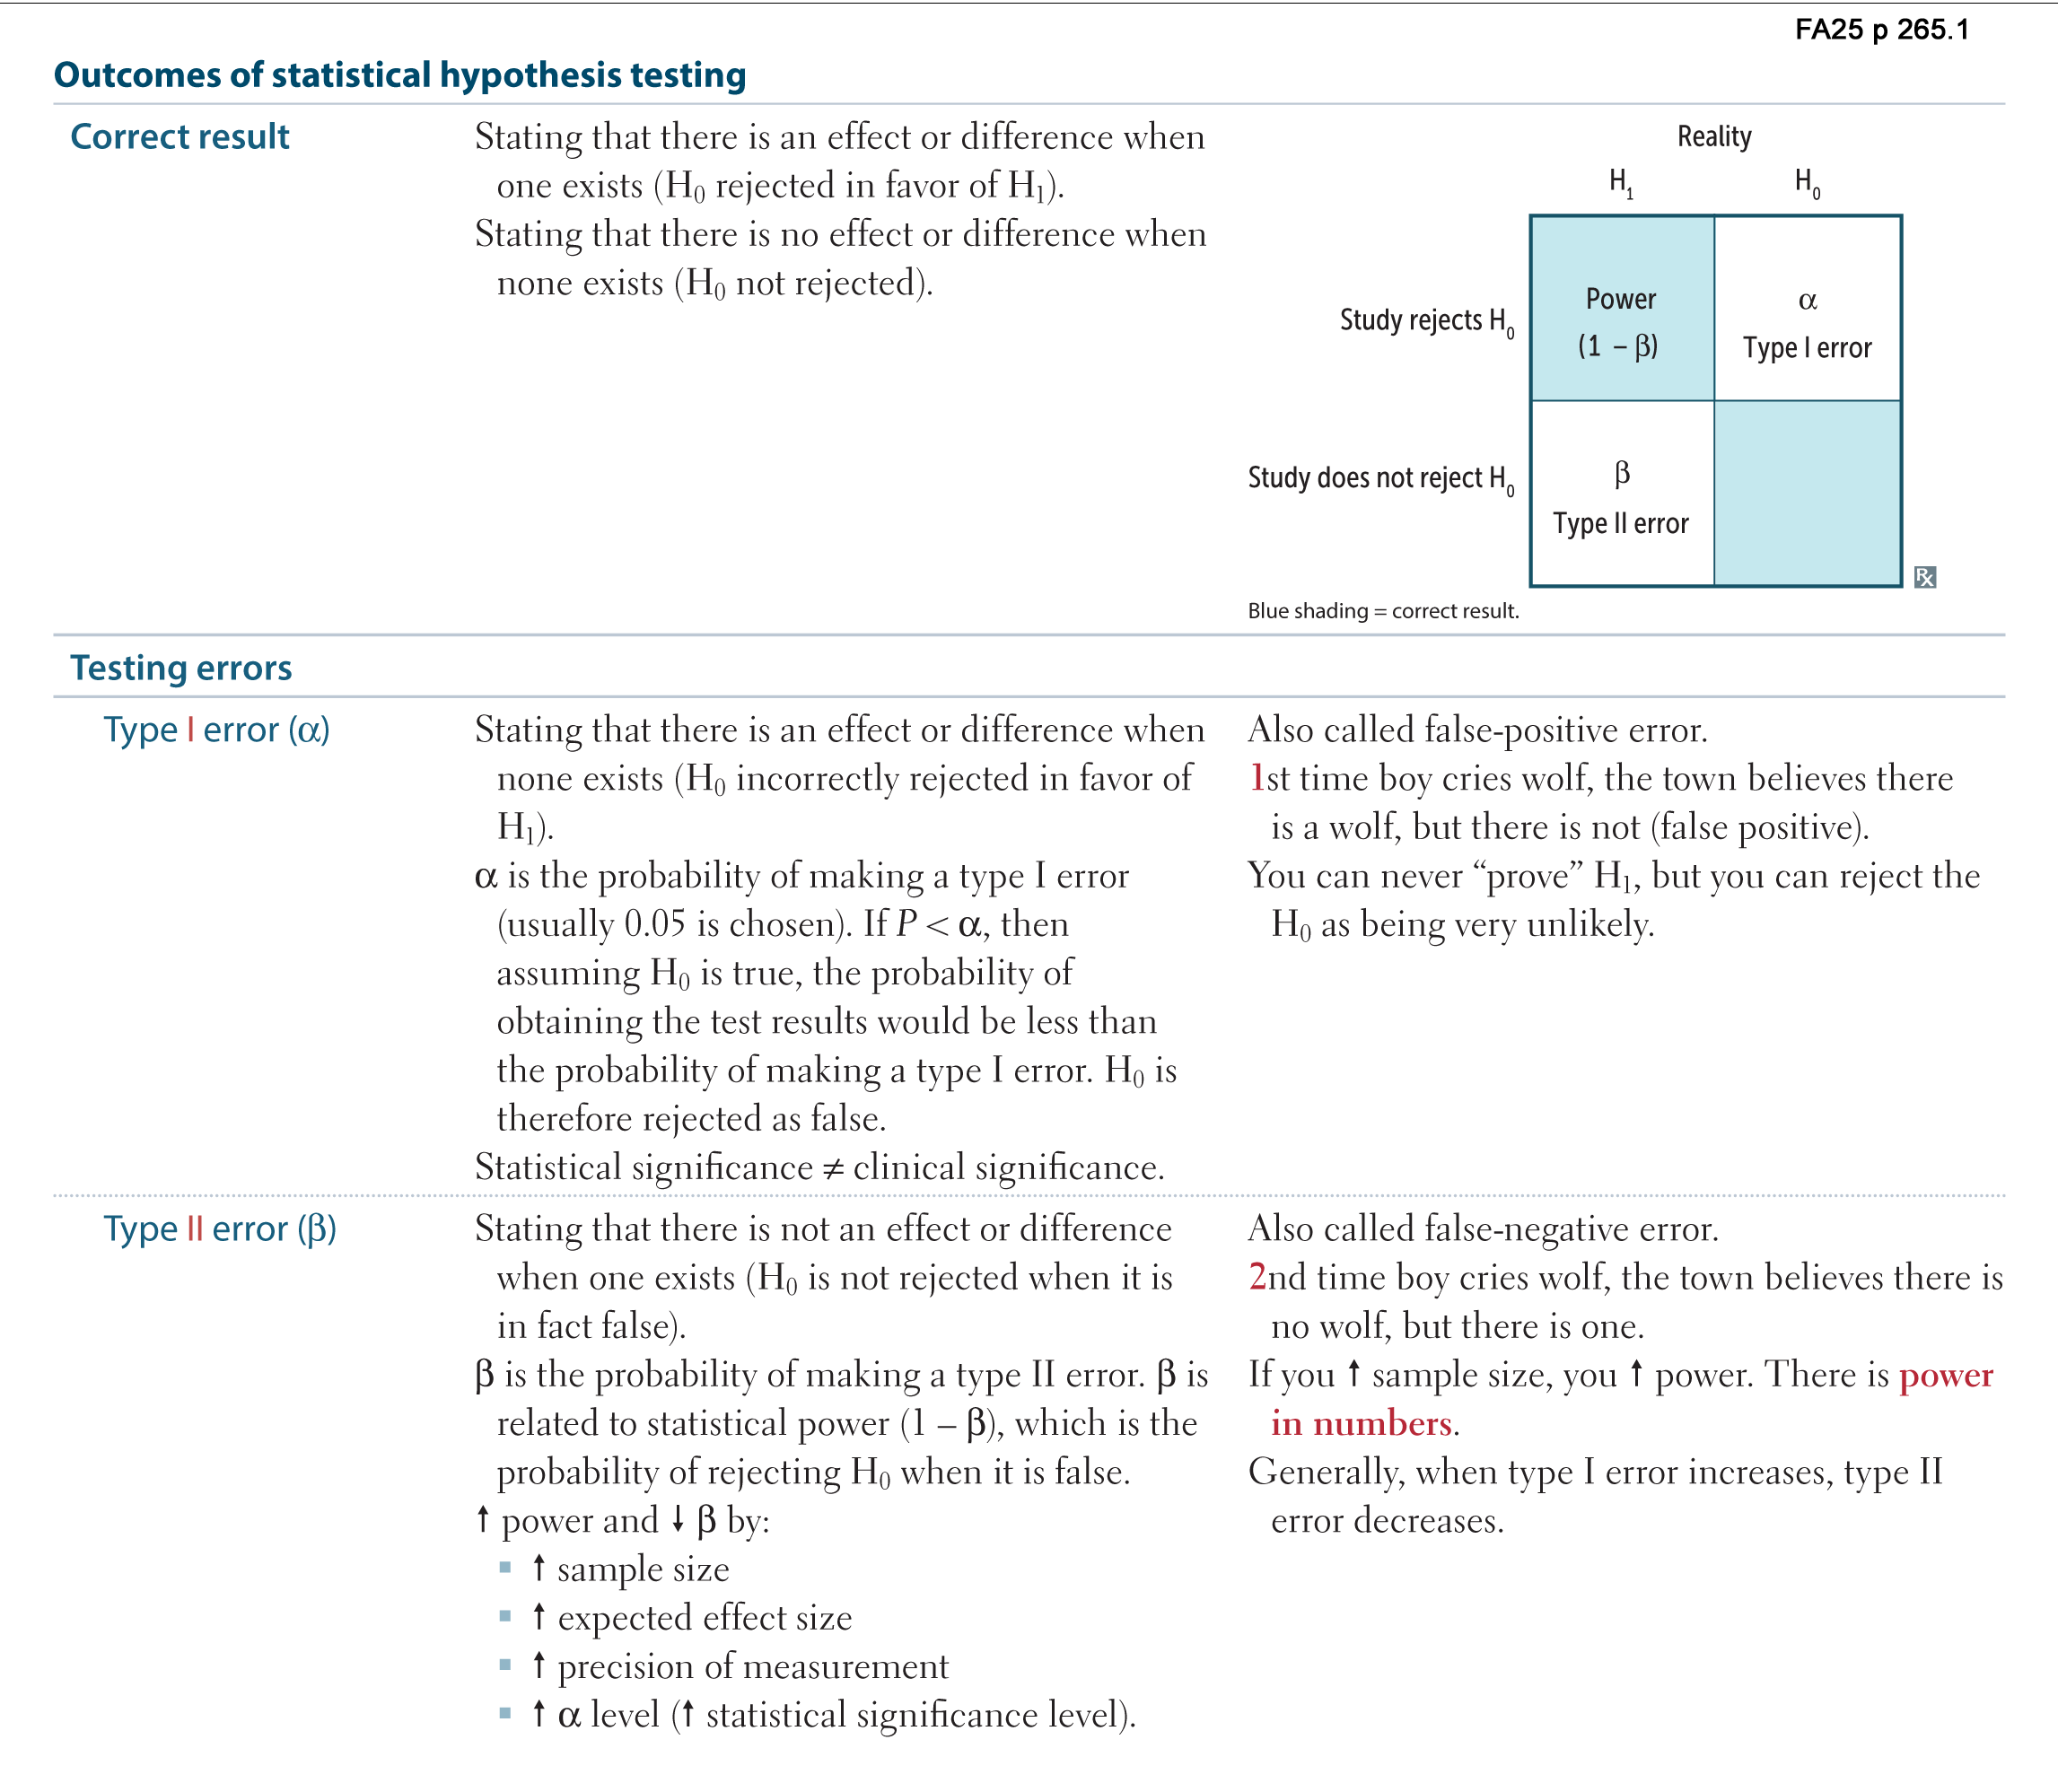 FA25 p 265.1
Outcomes of statistical hypothesis testing
Correct result
Stating that there is an effect or difference when
one exists (H₀ rejected in favor of H₁).
Stating that there is no effect or difference when
none exists (H₀ not rejected).
Reality
H₁ H₀
Study rejects H₀
Power
(1 – β)
α
Type I error
Study does not reject H₀
β
Type II error
Rx
Blue shading = correct result.
Testing errors
Type I error (α)
Stating that there is an effect or difference when
none exists (H₀ incorrectly rejected in favor of
H₁).
α is the probability of making a type I error
(usually 0.05 is chosen). If P < α, then
assuming H₀ is true, the probability of
obtaining the test results would be less than
the probability of making a type I error. H₀ is
therefore rejected as false.
Statistical significance ≠ clinical significance.
Also called false-positive error.
1st time boy cries wolf, the town believes there
is a wolf, but there is not (false positive).
You can never “prove” H₁, but you can reject the
H₀ as being very unlikely.
Type II error (β)
Stating that there is not an effect or difference
when one exists (H₀ is not rejected when it is
in fact false).
β is the probability of making a type II error. β is
related to statistical power (1 – β), which is the
probability of rejecting H₀ when it is false.
↑ power and ↓ β by:
▪ ↑ sample size
▪ ↑ expected effect size
▪ ↑ precision of measurement
▪ ↑ α level (↑ statistical significance level).
Also called false-negative error.
2nd time boy cries wolf, the town believes there is
no wolf, but there is one.
If you ↑ sample size, you ↑ power. There is power
in numbers.
Generally, when type I error increases, type II
error decreases.